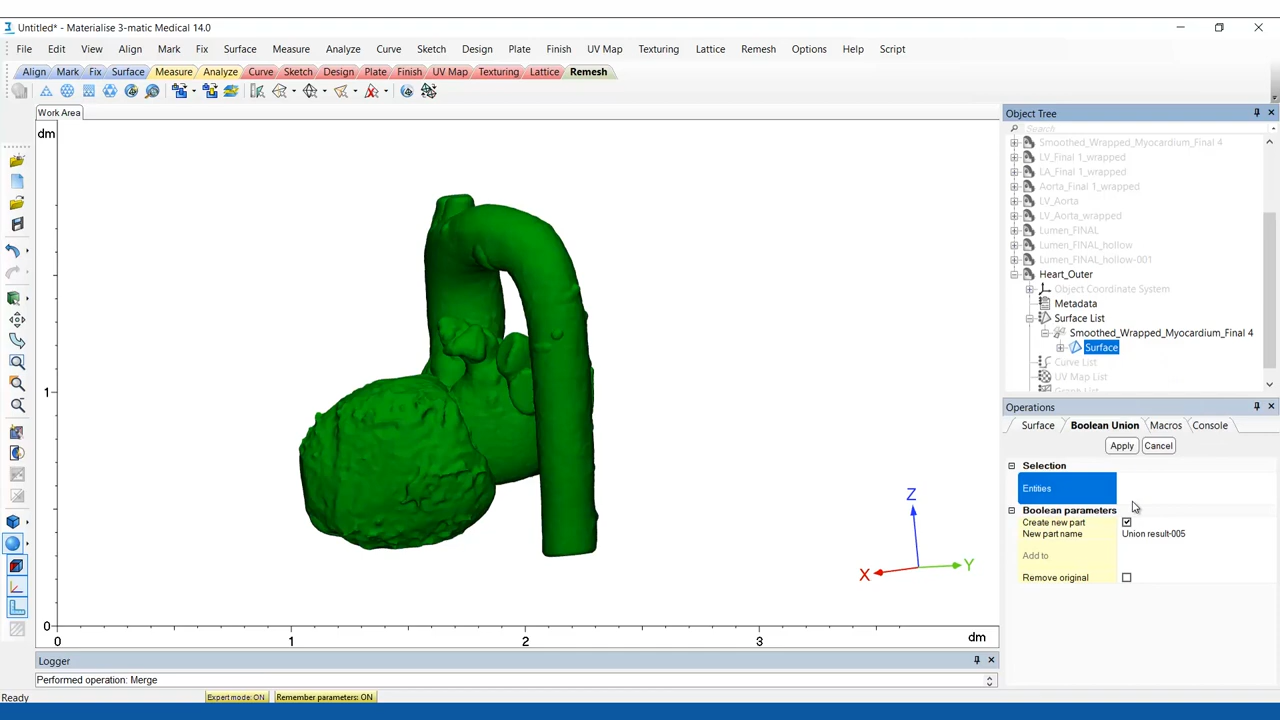 Untitled* - Materialise 3-matic Medical 14.0
File Edit View Align Mark Fix Surface Measure Analyze Curve Sketch Design Plate Finish UV Map Texturing Lattice Remesh Options Help Script
Align Mark Fix Surface Measure Analyze Curve Sketch Design Plate Finish UV Map Texturing Lattice Remesh
Work Area
dm
1
0
0 1 2 3 dm
Z
X
Y
Object Tree
Search
Smoothed_Wrapped_Myocardium_Final 4
LV_Final 1_wrapped
LA_Final 1_wrapped
Aorta_Final 1_wrapped
LV_Aorta
LV_Aorta_wrapped
Lumen_FINAL
Lumen_FINAL_hollow
Lumen_FINAL_hollow-001
Heart_Outer
Object Coordinate System
Metadata
Surface List
Smoothed_Wrapped_Myocardium_Final 4
Surface
Curve List
UV Map List
Graph List
Operations
Surface Boolean Union Macros Console
Apply Cancel
Selection
Entities
Boolean parameters
Create new part
New part name Union result-005
Add to
Remove original
Logger
Performed operation: Merge
Ready Expert mode: ON Remember parameters: ON